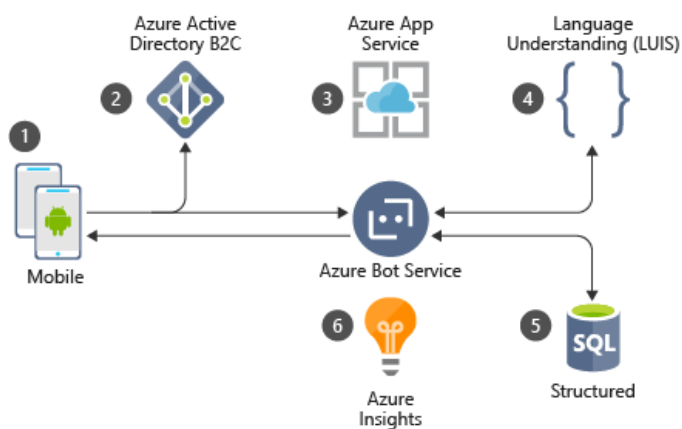 Azure Active
Directory B2C
Azure App
Service
Language
Understanding (LUIS)
2
3
4
1
Mobile
Azure Bot Service
6
5
SQL
Structured
Azure
Insights